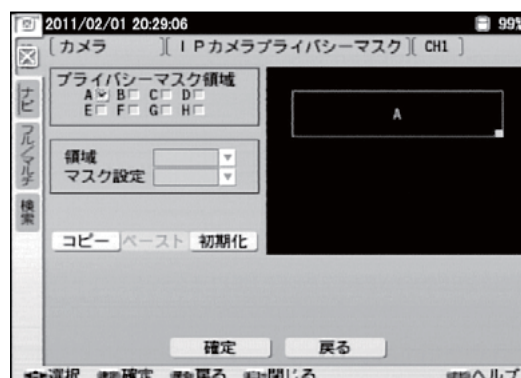 2011/02/01 20:29:06 99%
[カメラ ][ IPカメラプライバシーマスク][ CH1 ]
プライバシーマスク領域
A B C D
E F G H
A
領域
マスク設定
ナビ
フル/マルチ
検索
コピー ペースト 初期化
確定 戻る
選択 確定 戻る 閉じる ヘルプ